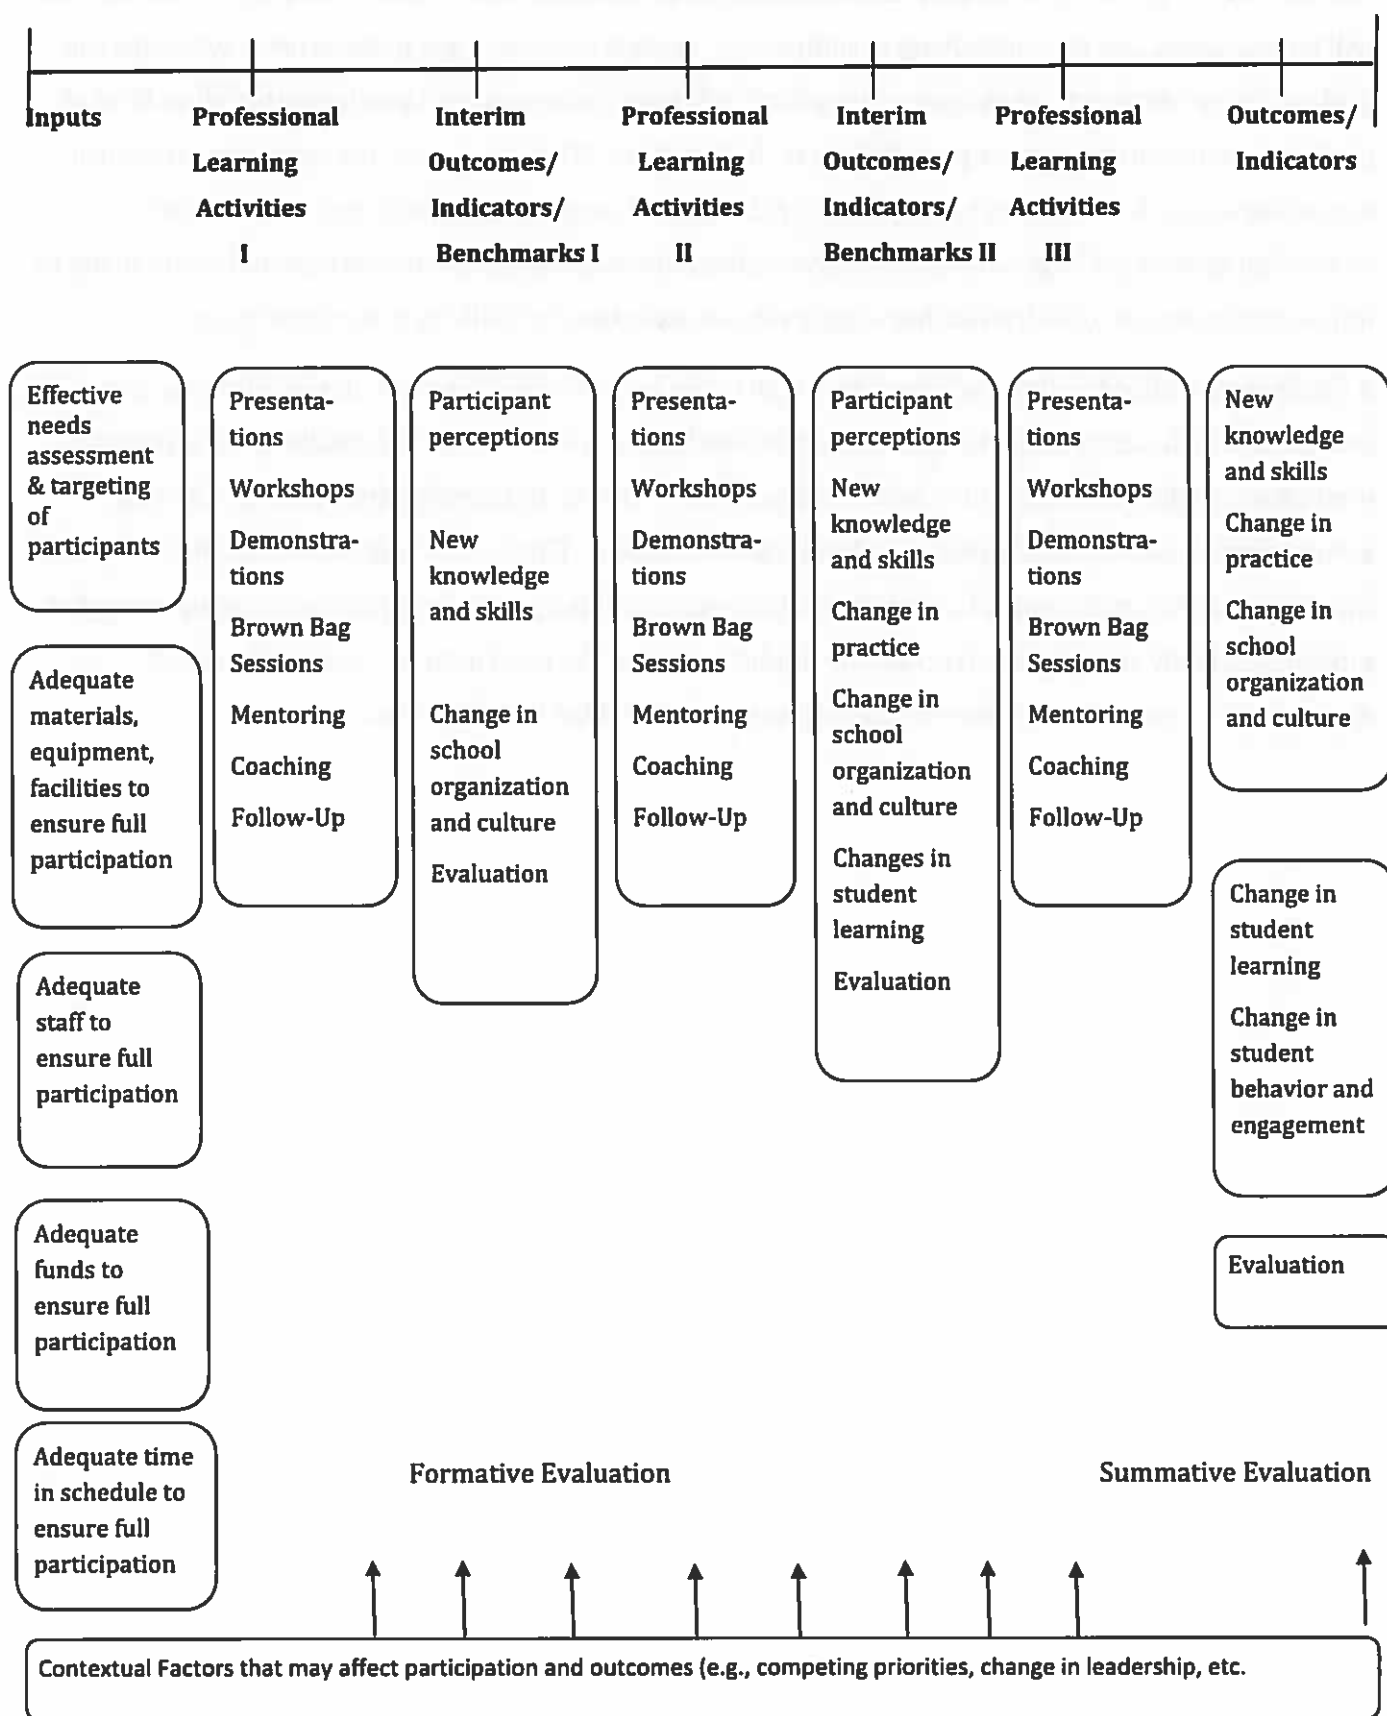 Inputs
Professional
Learning
Activities
I
Interim
Outcomes/
Indicators/
Benchmarks I
Professional
Learning
Activities
II
Interim
Outcomes/
Indicators/
Benchmarks II
Professional
Learning
Activities
III
Outcomes/
Indicators
Effective
needs
assessment
& targeting
of
participants
Adequate
materials,
equipment,
facilities to
ensure full
participation
Adequate
staff to
ensure full
participation
Adequate
funds to
ensure full
participation
Adequate time
in schedule to
ensure full
participation
Presenta-
tions
Workshops
Demonstra-
tions
Brown Bag
Sessions
Mentoring
Coaching
Follow-Up
Participant
perceptions
New
knowledge
and skills
Change in
school
organization
and culture
Evaluation
Presenta-
tions
Workshops
Demonstra-
tions
Brown Bag
Sessions
Mentoring
Coaching
Follow-Up
Participant
perceptions
New
knowledge
and skills
Change in
practice
Change in
school
organization
and culture
Changes in
student
learning
Evaluation
Presenta-
tions
Workshops
Demonstra-
tions
Brown Bag
Sessions
Mentoring
Coaching
Follow-Up
New
knowledge
and skills
Change in
practice
Change in
school
organization
and culture
Change in
student
learning
Change in
student
behavior and
engagement
Evaluation
Formative Evaluation
Summative Evaluation
Contextual Factors that may affect participation and outcomes (e.g., competing priorities, change in leadership, etc.